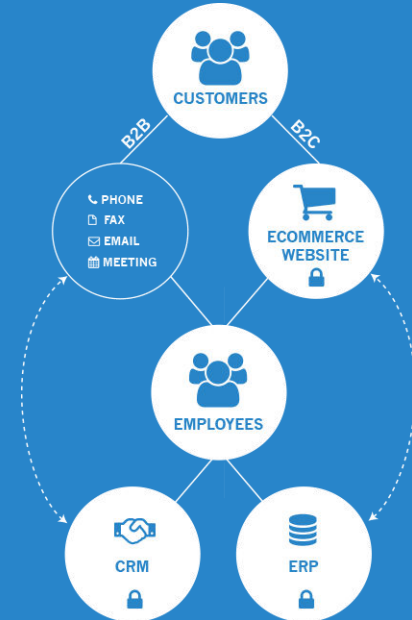 CUSTOMERS
B2B
B2C
PHONE
FAX
EMAIL
MEETING
ECOMMERCE
WEBSITE
EMPLOYEES
CRM
ERP